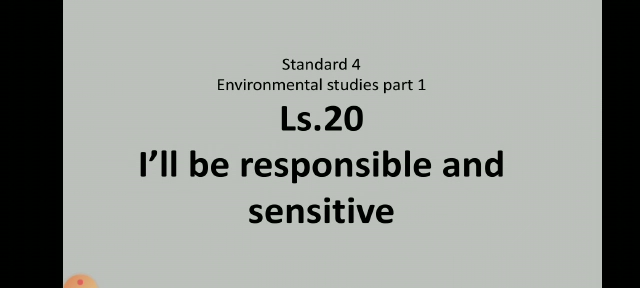 Standard 4
Environmental studies part 1
Ls.20
I’ll be responsible and
sensitive